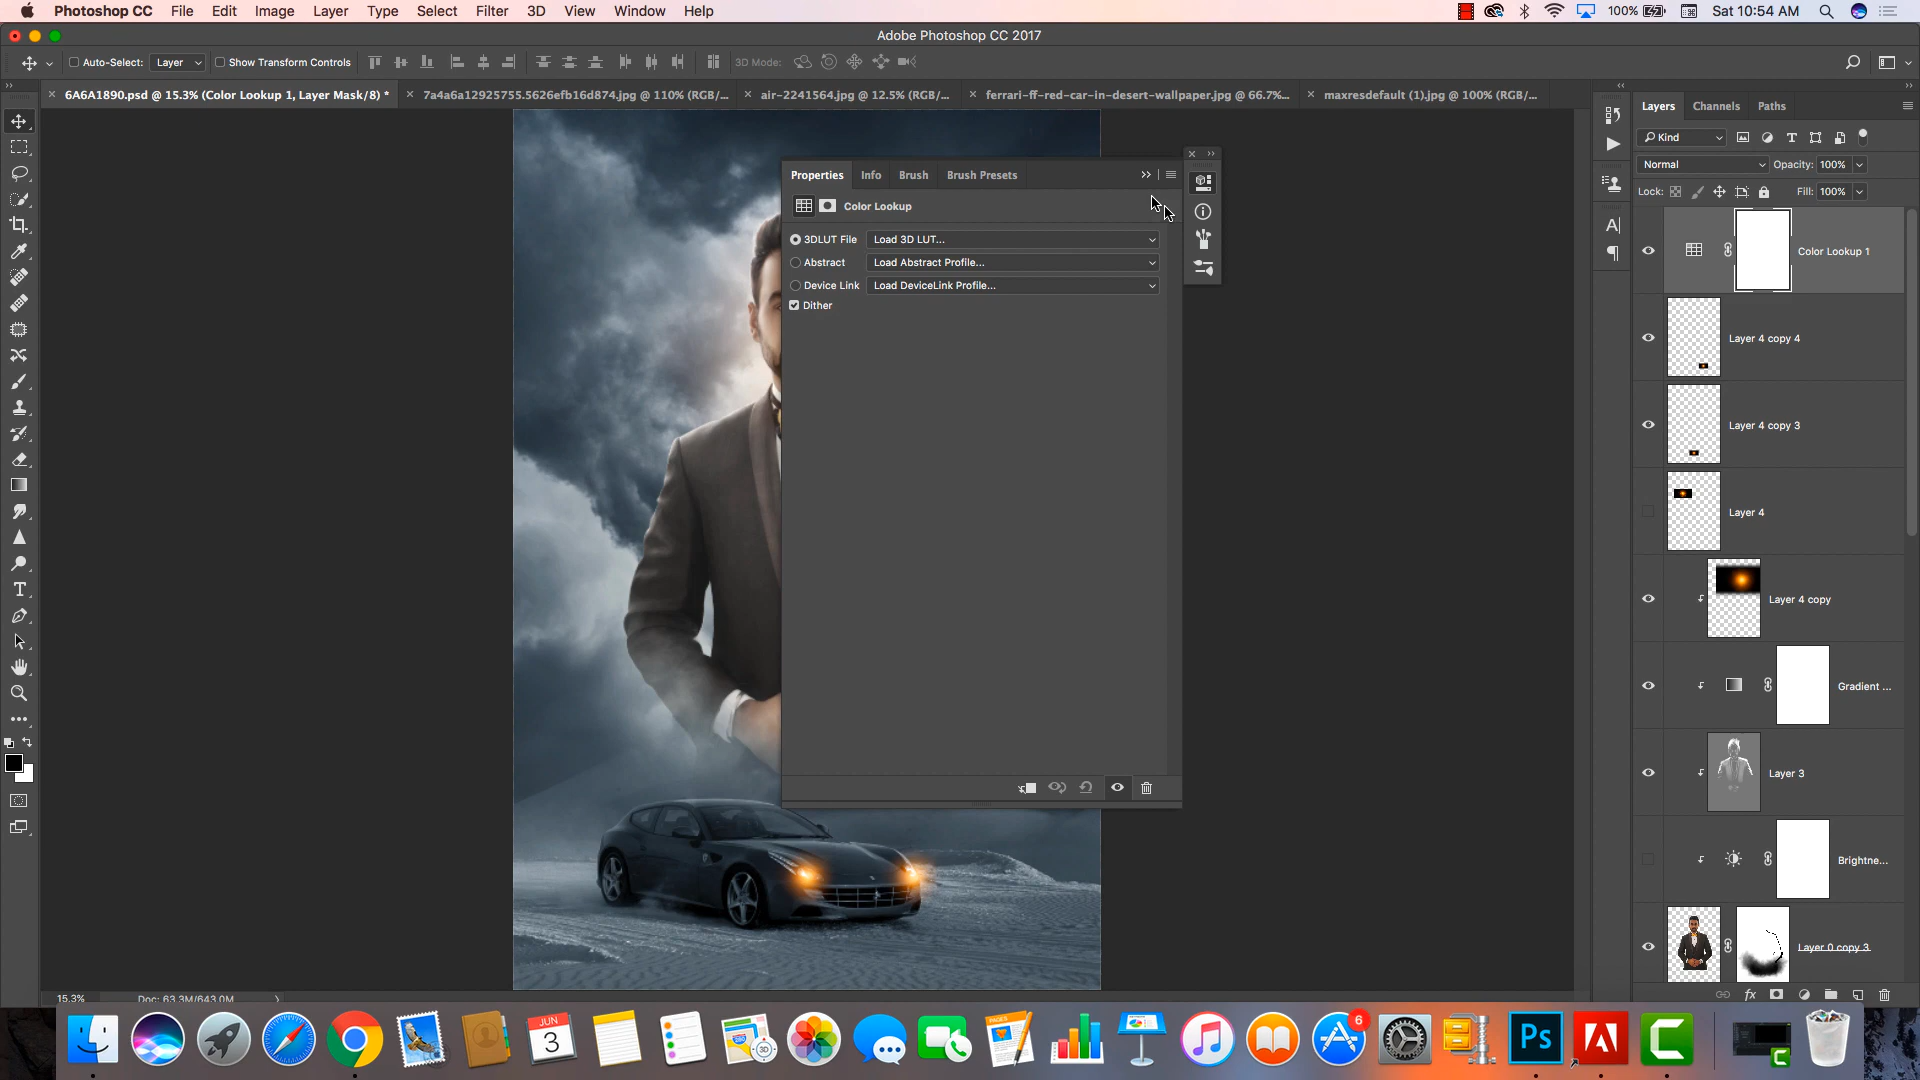 Photoshop CC File Edit Image Layer Type Select Filter 3D View Window Help 100% Sat 10:54 AM
Adobe Photoshop CC 2017
Auto-Select: Layer Show Transform Controls 3D Mode:
6A6A1890.psd @ 15.3% (Color Lookup 1, Layer Mask/8) * 7a4a6a12925755.5626efb16d874.jpg @ 110% (RGB/... air-2241564.jpg @ 12.5% (RGB/... ferrari-ff-red-car-in-desert-wallpaper.jpg @ 66.7%... maxresdefault (1).jpg @ 100% (RGB/...
Layers Channels Paths
Kind
Normal Opacity: 100%
Lock: Fill: 100%
Properties Info Brush Brush Presets
Color Lookup
3DLUT File Load 3D LUT...
Abstract Load Abstract Profile...
Device Link Load DeviceLink Profile...
Dither
Color Lookup 1
Layer 4 copy 4
Layer 4 copy 3
Layer 4
Layer 4 copy
Gradient ...
Layer 3
Brightne...
Layer 0 copy 3
15.3% Doc: 63.3M/643.0M
JUN
3
PAGES
3D
6
Ps